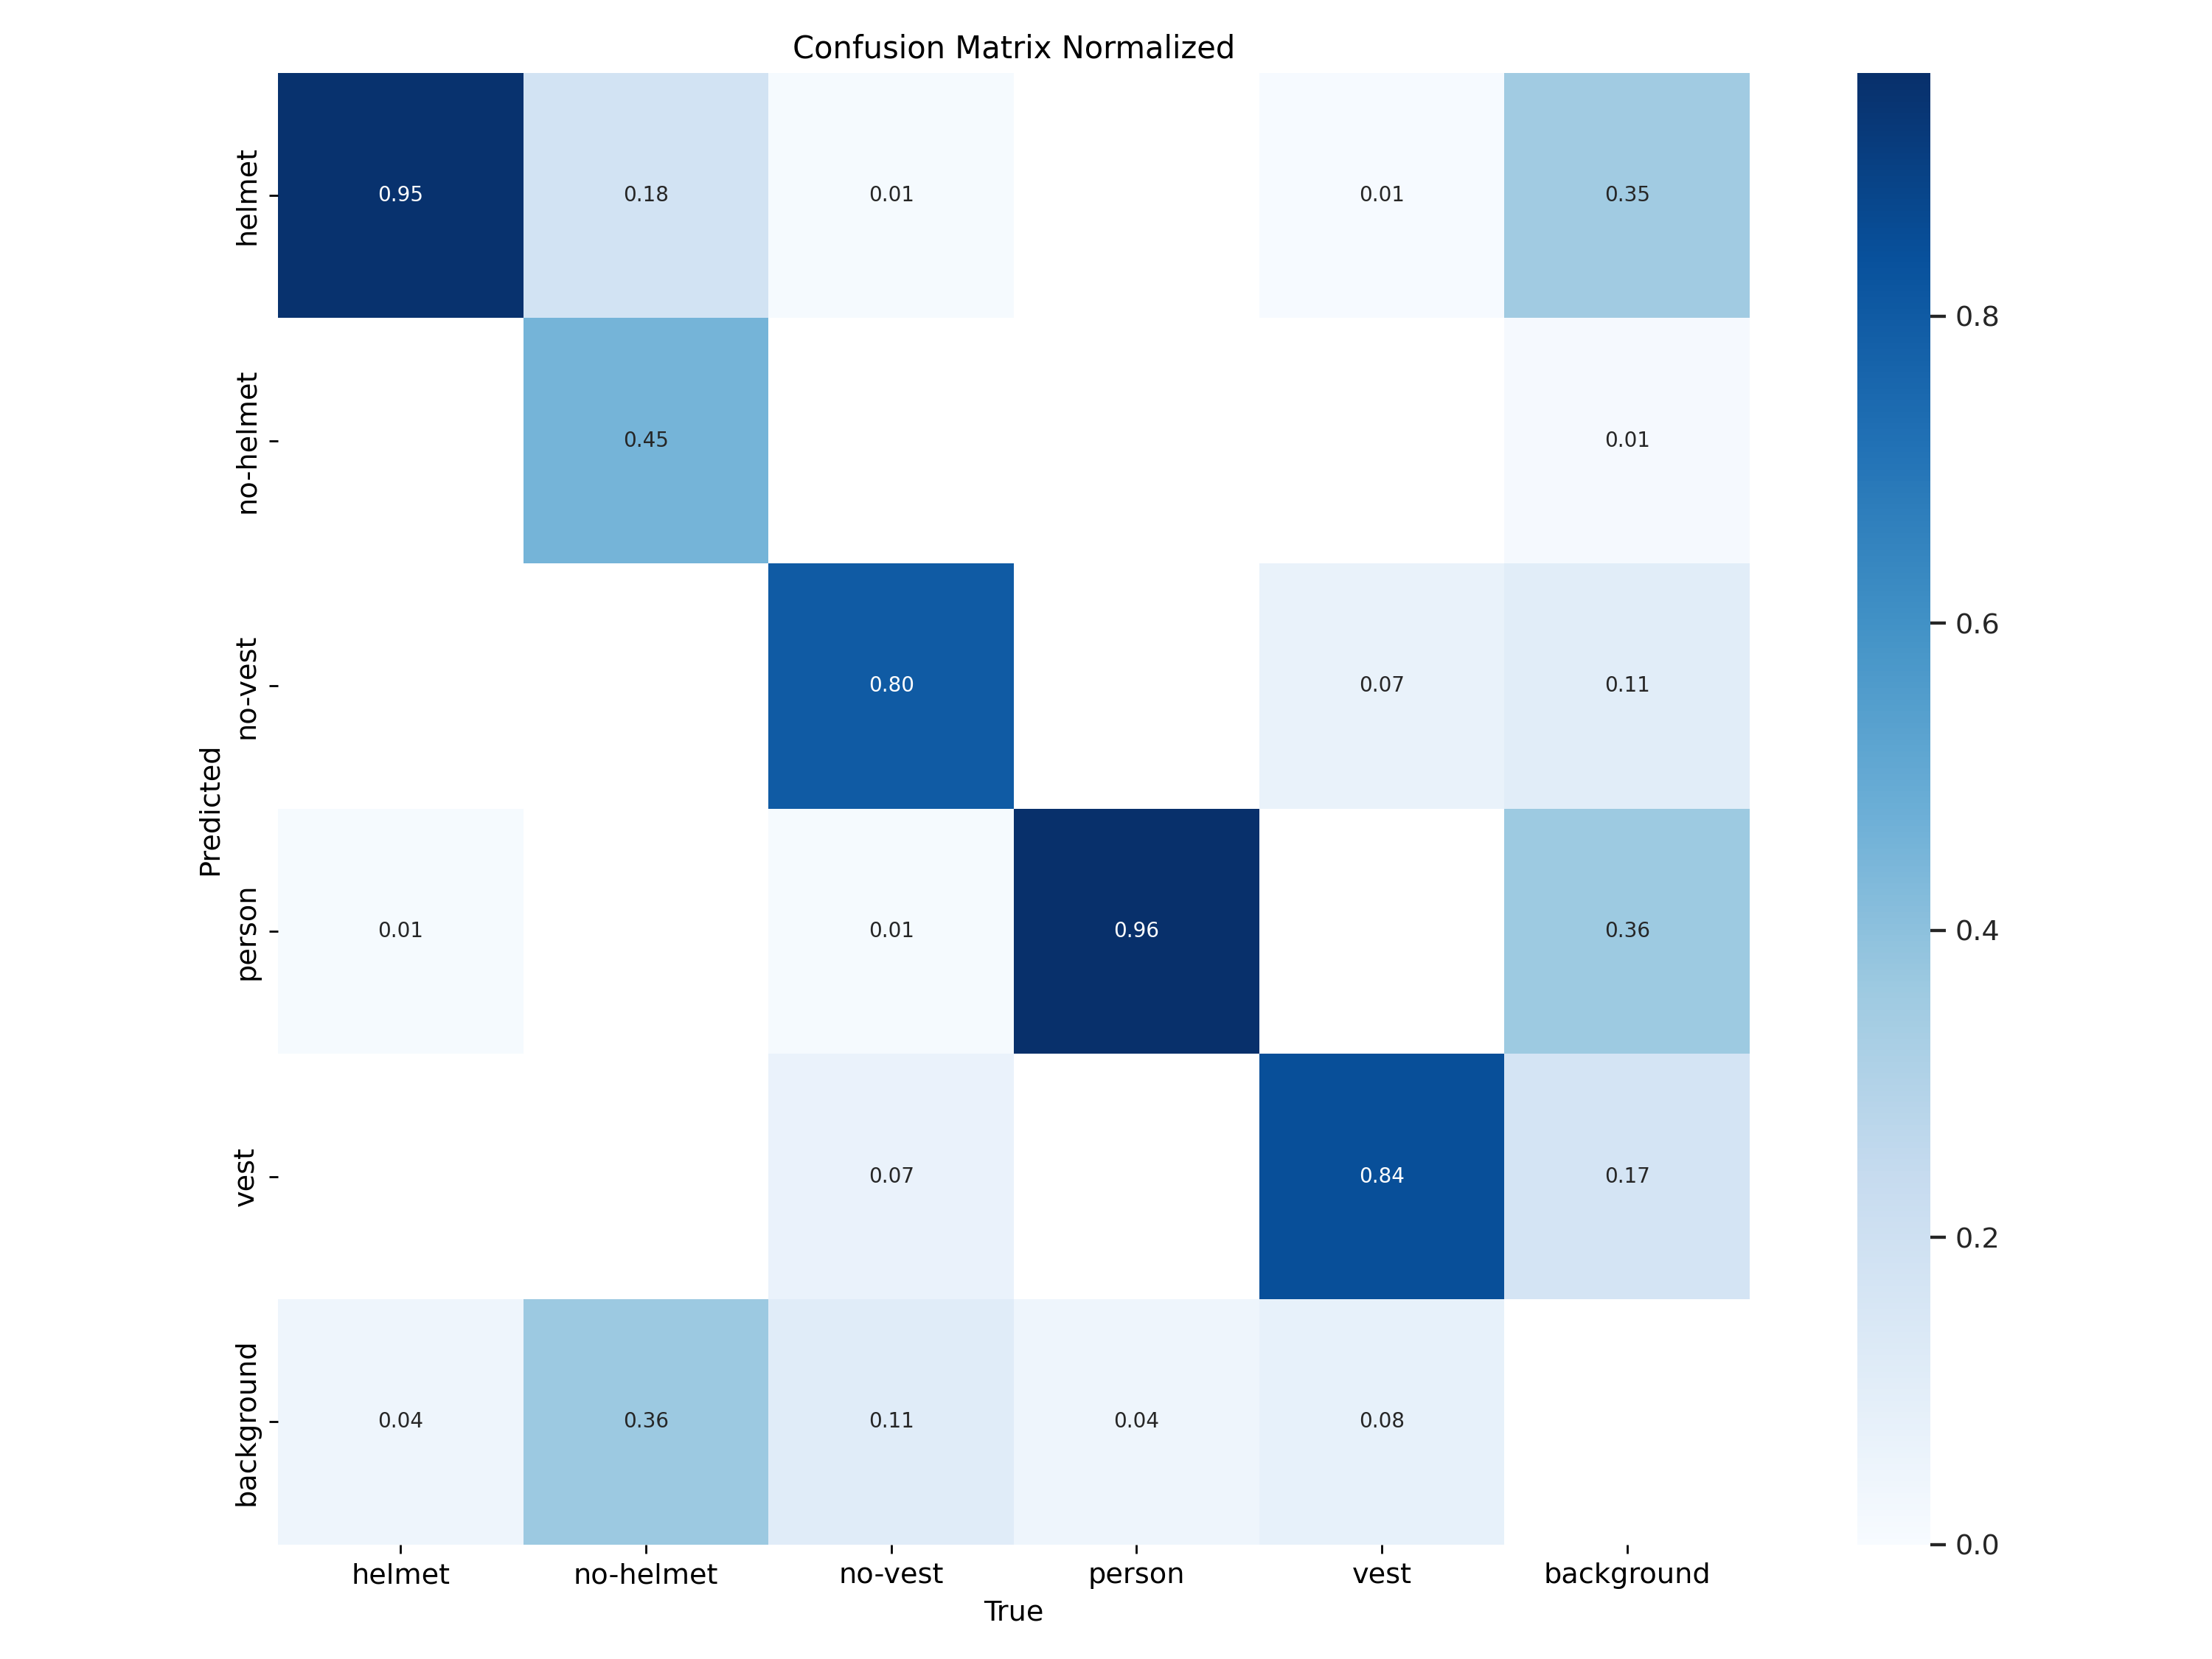 Confusion Matrix Normalized
helmet
0.95
0.18
0.01
0.01
0.35
no-helmet
0.45
0.01
no-vest
0.80
0.07
0.11
person
0.01
0.01
0.96
0.36
vest
0.07
0.84
0.17
background
0.04
0.36
0.11
0.04
0.08
Predicted
helmet
no-helmet
no-vest
person
vest
background
True
0.8
0.6
0.4
0.2
0.0